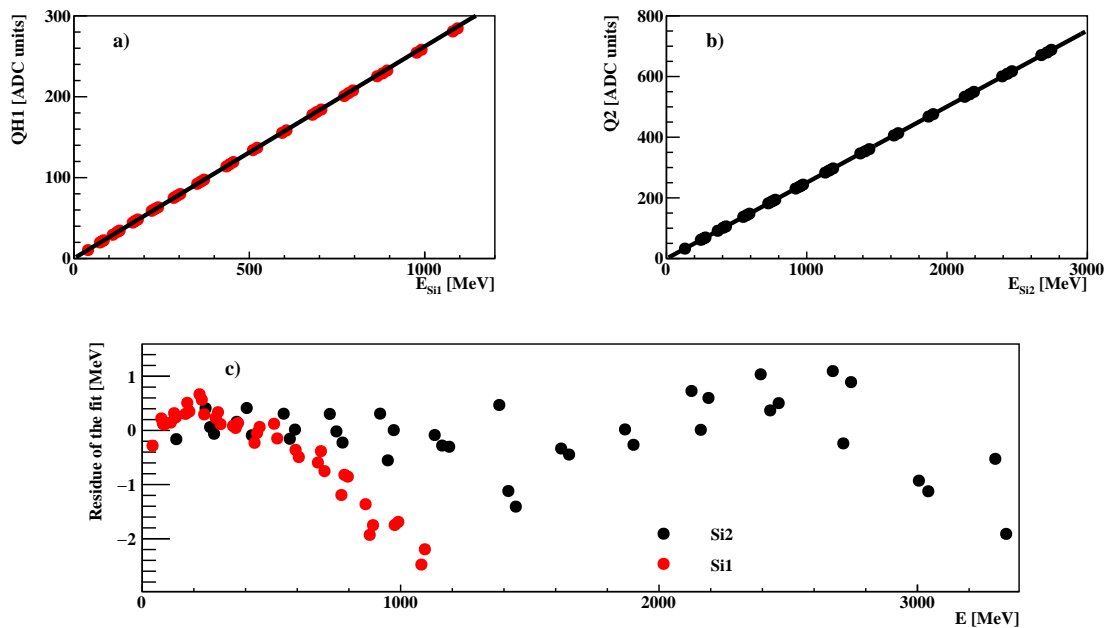 a)
QH1 [ADC units]
300
200
100
0
0
500
1000
E_Si1 [MeV]
b)
Q2 [ADC units]
800
600
400
200
0
0
1000
2000
3000
E_Si2 [MeV]
c)
Residue of the fit [MeV]
1
0
−1
−2
Si2
Si1
0
1000
2000
3000
E [MeV]